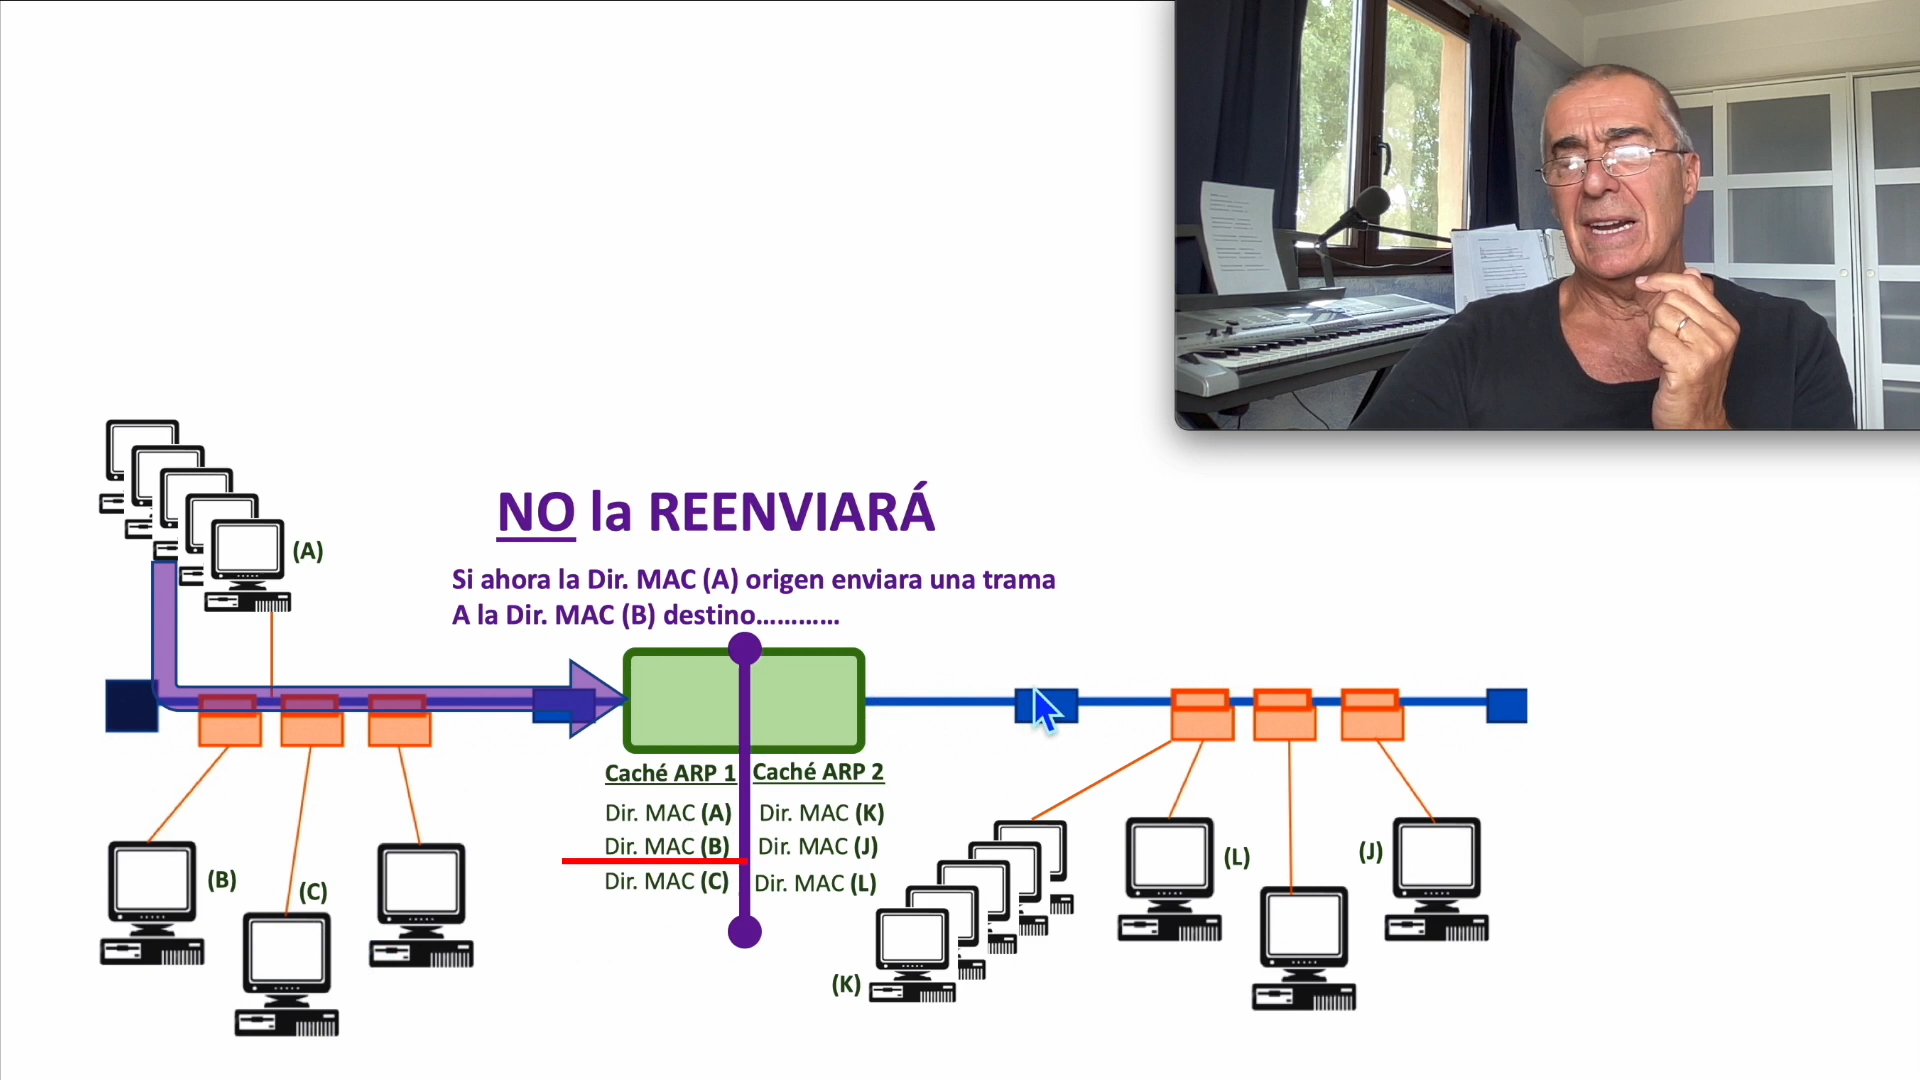 (A)
NO la REENVIARÁ
Si ahora la Dir. MAC (A) origen enviara una trama
A la Dir. MAC (B) destino............
Caché ARP 1
Dir. MAC (A)
Dir. MAC (B)
Dir. MAC (C)
Caché ARP 2
Dir. MAC (K)
Dir. MAC (J)
Dir. MAC (L)
(B)
(C)
(K)
(L)
(J)